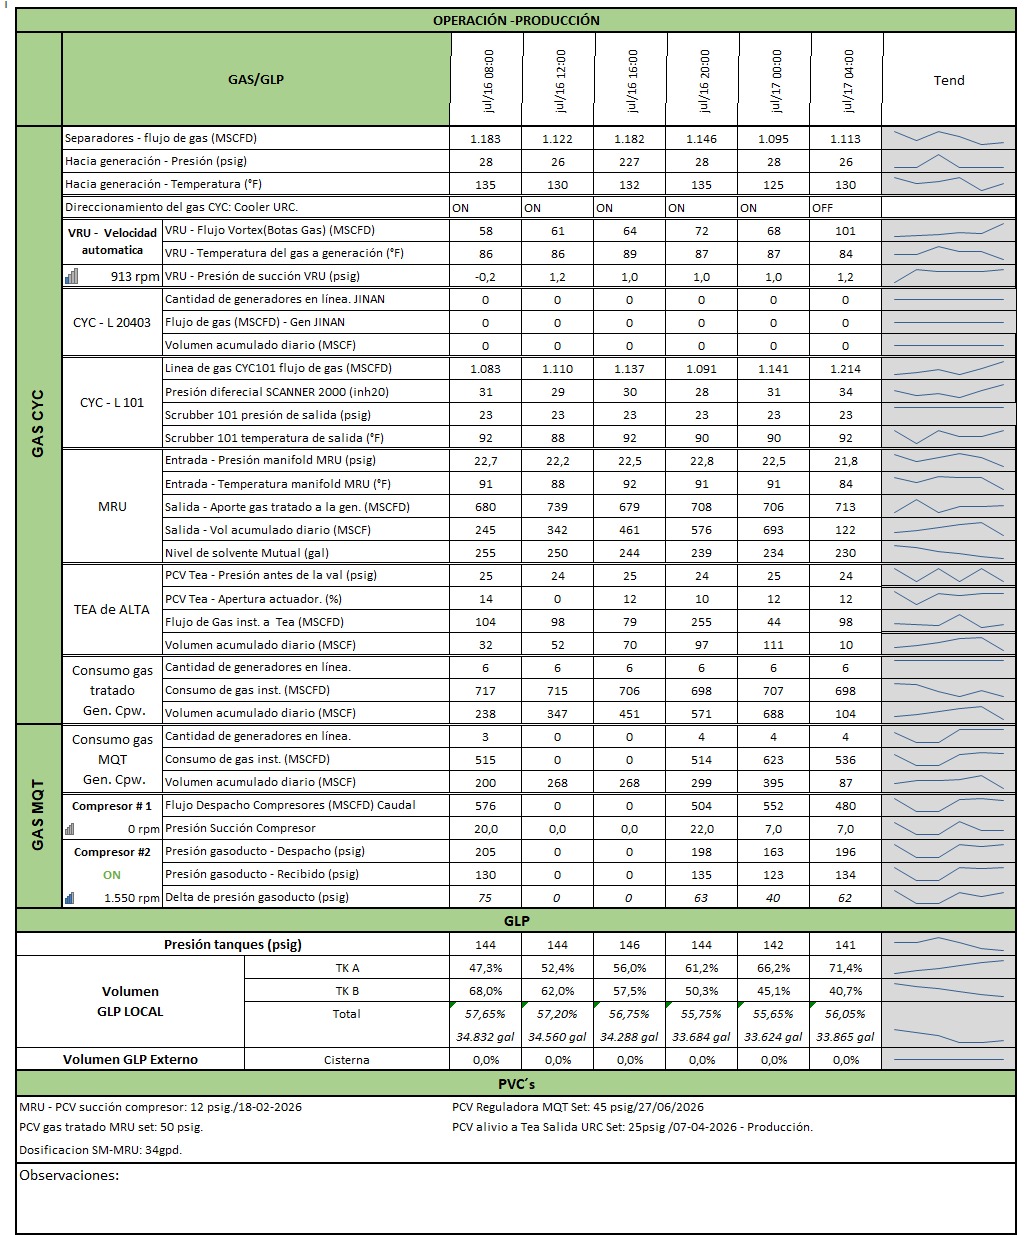 OPERACIÓN -PRODUCCIÓN
GAS/GLP jul/16 08:00 jul/16 12:00 jul/16 16:00 jul/16 20:00 jul/17 00:00 jul/17 04:00 Tend
GAS CYC
Separadores - flujo de gas (MSCFD) 1.183 1.122 1.182 1.146 1.095 1.113
Hacia generación - Presión (psig) 28 26 227 28 28 26
Hacia generación - Temperatura (°F) 135 130 132 135 125 130
Direccionamiento del gas CYC: Cooler URC. ON ON ON ON ON OFF
VRU - Velocidad automatica
VRU - Flujo Vortex(Botas Gas) (MSCFD) 58 61 64 72 68 101
VRU - Temperatura del gas a generación (°F) 86 86 89 87 87 84
913 rpm VRU - Presión de succión VRU (psig) -0,2 1,2 1,0 1,0 1,0 1,2
CYC - L 20403
Cantidad de generadores en línea. JINAN 0 0 0 0 0 0
Flujo de gas (MSCFD) - Gen JINAN 0 0 0 0 0 0
Volumen acumulado diario (MSCF) 0 0 0 0 0 0
CYC - L 101
Linea de gas CYC101 flujo de gas (MSCFD) 1.083 1.110 1.137 1.091 1.141 1.214
Presión diferecial SCANNER 2000 (inh20) 31 29 30 28 31 34
Scrubber 101 presión de salida (psig) 23 23 23 23 23 23
Scrubber 101 temperatura de salida (°F) 92 88 92 90 90 92
MRU
Entrada - Presión manifold MRU (psig) 22,7 22,2 22,5 22,8 22,5 21,8
Entrada - Temperatura manifold MRU (°F) 91 88 92 91 91 84
Salida - Aporte gas tratado a la gen. (MSCFD) 680 739 679 708 706 713
Salida - Vol acumulado diario (MSCF) 245 342 461 576 693 122
Nivel de solvente Mutual (gal) 255 250 244 239 234 230
TEA de ALTA
PCV Tea - Presión antes de la val (psig) 25 24 25 24 25 24
PCV Tea - Apertura actuador. (%) 14 0 12 10 12 12
Flujo de Gas inst. a Tea (MSCFD) 104 98 79 255 44 98
Volumen acumulado diario (MSCF) 32 52 70 97 111 10
Consumo gas tratado Gen. Cpw.
Cantidad de generadores en línea. 6 6 6 6 6 6
Consumo de gas inst. (MSCFD) 717 715 706 698 707 698
Volumen acumulado diario (MSCF) 238 347 451 571 688 104
GAS MQT
Consumo gas MQT Gen. Cpw.
Cantidad de generadores en línea. 3 0 0 4 4 4
Consumo de gas inst. (MSCFD) 515 0 0 514 623 536
Volumen acumulado diario (MSCF) 200 268 268 299 395 87
Compresor # 1 Flujo Despacho Compresores (MSCFD) Caudal 576 0 0 504 552 480
0 rpm Presión Succión Compresor 20,0 0,0 0,0 22,0 7,0 7,0
Compresor #2 Presión gasoducto - Despacho (psig) 205 0 0 198 163 196
ON Presión gasoducto - Recibido (psig) 130 0 0 135 123 134
1.550 rpm Delta de presión gasoducto (psig) 75 0 0 63 40 62
GLP
Presión tanques (psig) 144 144 146 144 142 141
Volumen GLP LOCAL
TK A 47,3% 52,4% 56,0% 61,2% 66,2% 71,4%
TK B 68,0% 62,0% 57,5% 50,3% 45,1% 40,7%
Total 57,65% 57,20% 56,75% 55,75% 55,65% 56,05%
34.832 gal 34.560 gal 34.288 gal 33.684 gal 33.624 gal 33.865 gal
Volumen GLP Externo Cisterna 0,0% 0,0% 0,0% 0,0% 0,0% 0,0%
PVC´s
MRU - PCV succión compresor: 12 psig./18-02-2026 PCV Reguladora MQT Set: 45 psig/27/06/2026
PCV gas tratado MRU set: 50 psig. PCV alivio a Tea Salida URC Set: 25psig /07-04-2026 - Producción.
Dosificacion SM-MRU: 34gpd.
Observaciones: